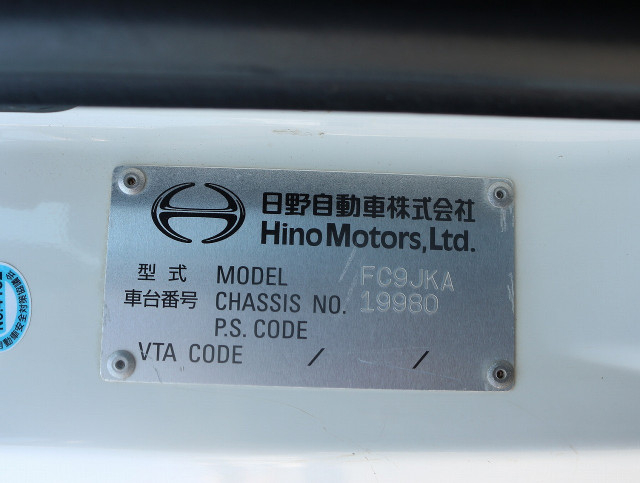 日野自動車株式会社
Hino Motors, Ltd.
型式 MODEL FC9JKA
車台番号 CHASSIS NO. 19980
P.S. CODE
VTA CODE / /